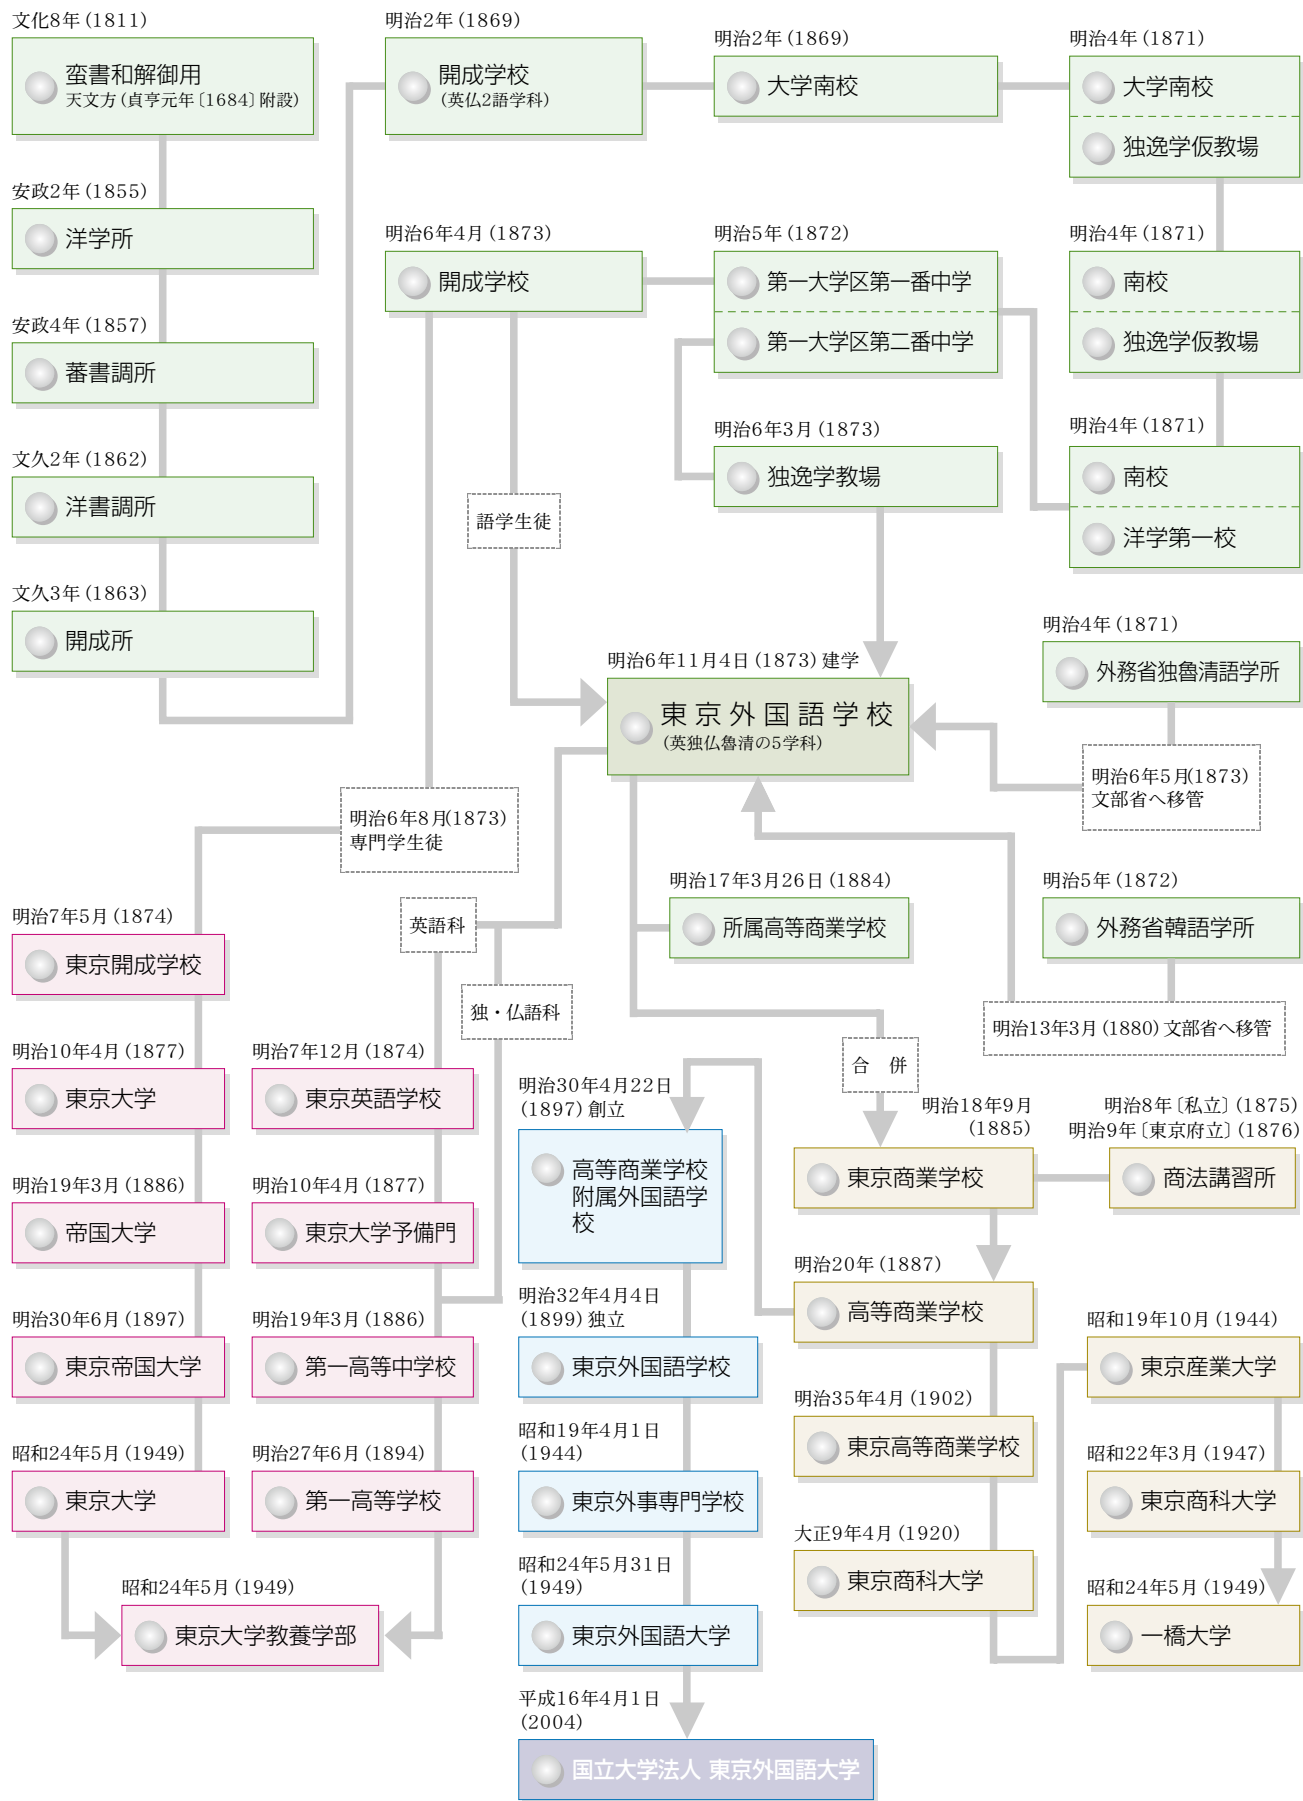 文化8年（1811）
蛮書和解御用
天文方（貞亨元年〔1684〕附設）
安政2年（1855）
洋学所
安政4年（1857）
蕃書調所
文久2年（1862）
洋書調所
文久3年（1863）
開成所
明治2年（1869）
開成学校
（英仏2語学科）
明治2年（1869）
大学南校
明治4年（1871）
大学南校
独逸学仮教場
明治4年（1871）
南校
独逸学仮教場
明治4年（1871）
南校
洋学第一校
明治5年（1872）
第一大学区第一番中学
第一大学区第二番中学
明治6年4月（1873）
開成学校
明治6年3月（1873）
独逸学教場
語学生徒
明治6年11月4日（1873）建学
東京外国語学校
（英独仏魯清の5学科）
明治4年（1871）
外務省独魯清語学所
明治6年5月（1873）
文部省へ移管
明治5年（1872）
外務省韓語学所
明治13年3月（1880）文部省へ移管
明治17年3月26日（1884）
所属高等商業学校
明治6年8月（1873）
専門学生徒
英語科
独・仏語科
合　併
明治7年5月（1874）
東京開成学校
明治10年4月（1877）
東京大学
明治19年3月（1886）
帝国大学
明治30年6月（1897）
東京帝国大学
昭和24年5月（1949）
東京大学
明治7年12月（1874）
東京英語学校
明治10年4月（1877）
東京大学予備門
明治19年3月（1886）
第一高等中学校
明治27年6月（1894）
第一高等学校
昭和24年5月（1949）
東京大学教養学部
明治30年4月22日
（1897）創立
高等商業学校
附属外国語学
校
明治32年4月4日
（1899）独立
東京外国語学校
昭和19年4月1日
（1944）
東京外事専門学校
昭和24年5月31日
（1949）
東京外国語大学
平成16年4月1日
（2004）
国立大学法人 東京外国語大学
明治18年9月
（1885）
東京商業学校
明治8年〔私立〕（1875）
明治9年〔東京府立〕（1876）
商法講習所
明治20年（1887）
高等商業学校
明治35年4月（1902）
東京高等商業学校
大正9年4月（1920）
東京商科大学
昭和19年10月（1944）
東京産業大学
昭和22年3月（1947）
東京商科大学
昭和24年5月（1949）
一橋大学